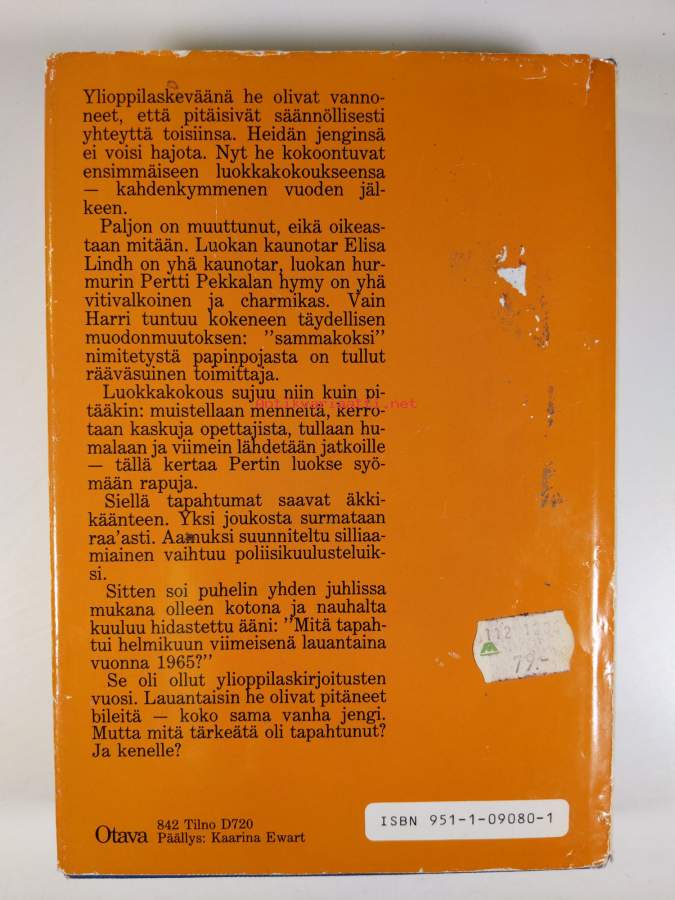 Ylioppilaskeväänä he olivat vanno-
neet, että pitäisivät säännöllisesti
yhteyttä toisiinsa. Heidän jenginsä
ei voisi hajota. Nyt he kokoontuvat
ensimmäiseen luokkakokoukseensa
— kahdenkymmenen vuoden jäl-
keen.
Paljon on muuttunut, eikä oikeas-
taan mitään. Luokan kaunotar Elisa
Lindh on yhä kaunotar, luokan hur-
murin Pertti Pekkalan hymy on yhä
vitivalkoinen ja charmikas. Vain
Harri tuntuu kokeneen täydellisen
muodonmuutoksen: "sammakoksi"
nimitetystä papinpojasta on tullut
rääväsuinen toimittaja.
Luokkakokous sujuu niin kuin pi-
tääkin: muistellaan menneitä, kerro-
Antikvariaatti.net
taan kaskuja opettajista, tullaan hu-
malaan ja viimein lähdetään jatkoille
— tällä kertaa Pertin luokse syö-
mään rapuja.
Siellä tapahtumat saavat äkki-
käänteen. Yksi joukosta surmataan
raa'asti. Aamuksi suunniteltu silliaa-
miainen vaihtuu poliisikuulusteluik-
si.
Sitten soi puhelin yhden juhlissa
mukana olleen kotona ja nauhalta
kuuluu hidastettu ääni: "Mitä tapah-
tui helmikuun viimeisenä lauantaina
vuonna 1965?"
Se oli ollut ylioppilaskirjoitusten
vuosi. Lauantaisin he olivat pitäneet
bileitä — koko sama vanha jengi.
Mutta mitä tärkeätä oli tapahtunut?
Ja kenelle?
112
79.-
Otava
842 Tilno D720
Päällys: Kaarina Ewart
ISBN 951-1-09080-1